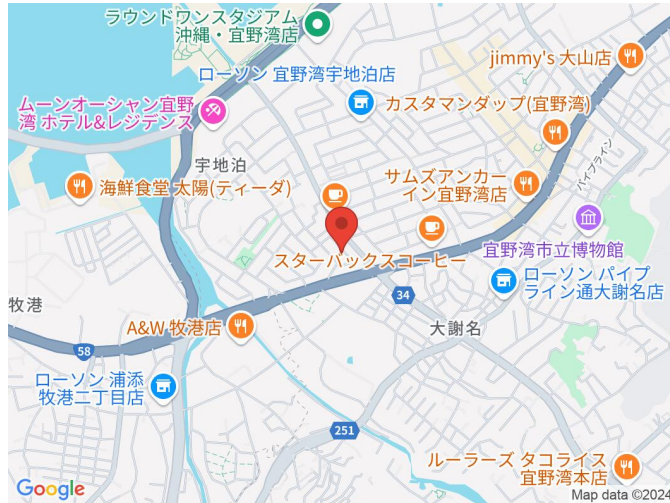 ラウンドワンスタジアム
沖縄・宜野湾店
jimmy's 大山店
ローソン 宜野湾宇地泊店
ムーンオーシャン宜野
湾 ホテル&レジデンス
カスタマンダップ(宜野湾)
宇地泊
パイプライン
海鮮食堂 太陽(ティーダ)
サムズアンカー
イン宜野湾店
宜野湾市立博物館
スターバックスコーヒー
ローソン パイプ
ライン通大謝名店
34
牧港
A&W 牧港店
大謝名
58
ローソン 浦添
牧港二丁目店
251
ルーラーズ タコライス
宜野湾本店
Google
Map data ©2024